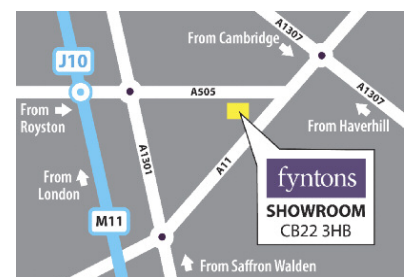 A1307
From Cambridge
J10
A505
A1307
From
Royston
From Haverhill
A1301
A11
From
London
fyntons
SHOWROOM
CB22 3HB
M11
From Saffron Walden